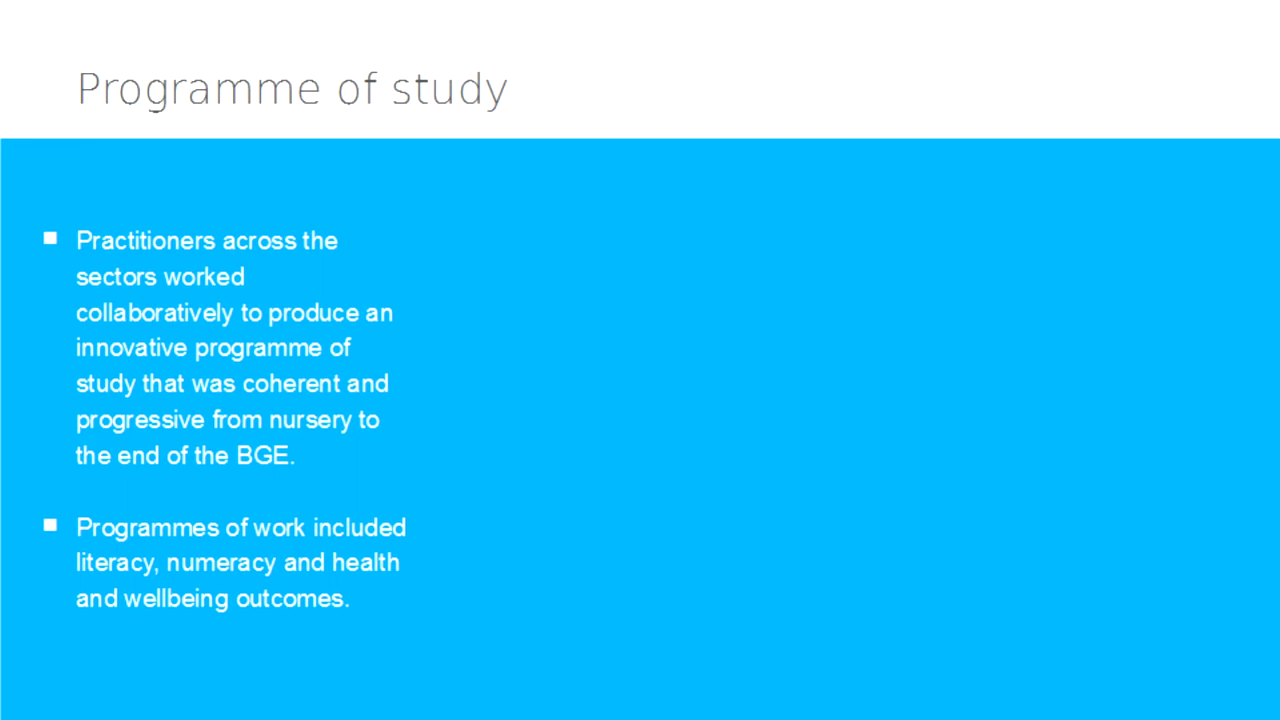 Programme of study
Practitioners across the
sectors worked
collaboratively to produce an
innovative programme of
study that was coherent and
progressive from nursery to
the end of the BGE.
Programmes of work included
literacy, numeracy and health
and wellbeing outcomes.